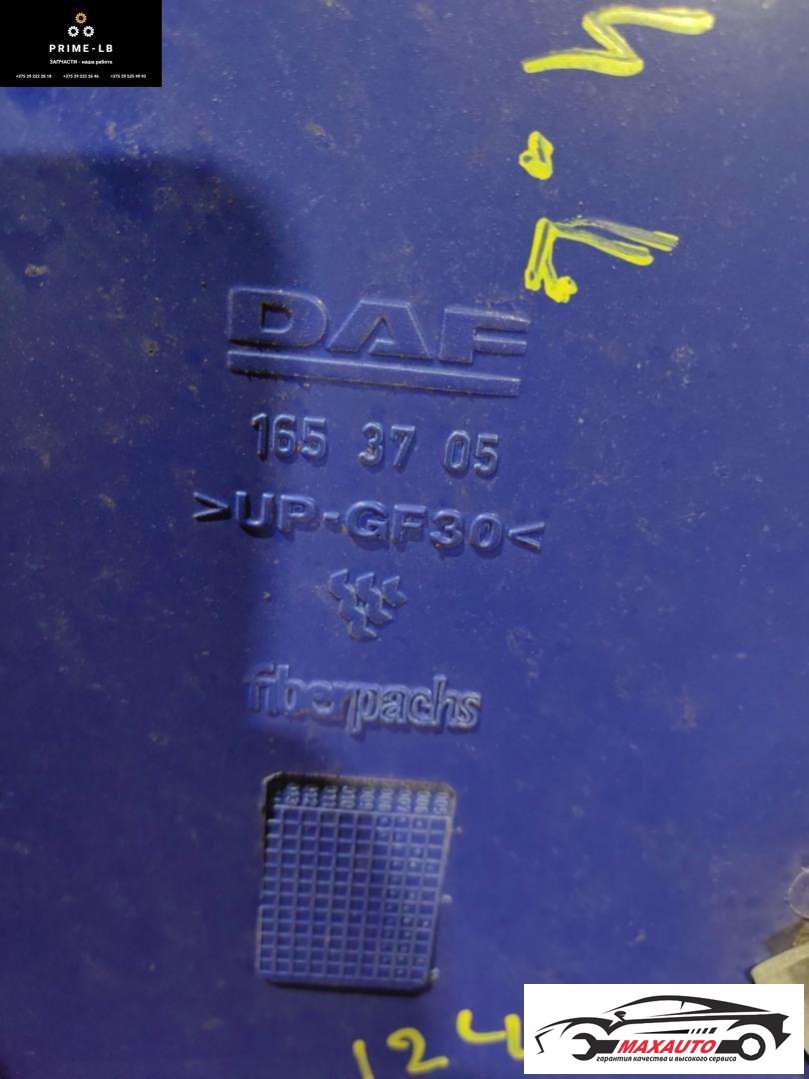 PRIME-LB
ЗАПЧАСТИ - наша работа
DAF
165 37 05
>UP-GF30<
fiberpachs
124
MAXAUTO
гарантия качества и высокого сервиса